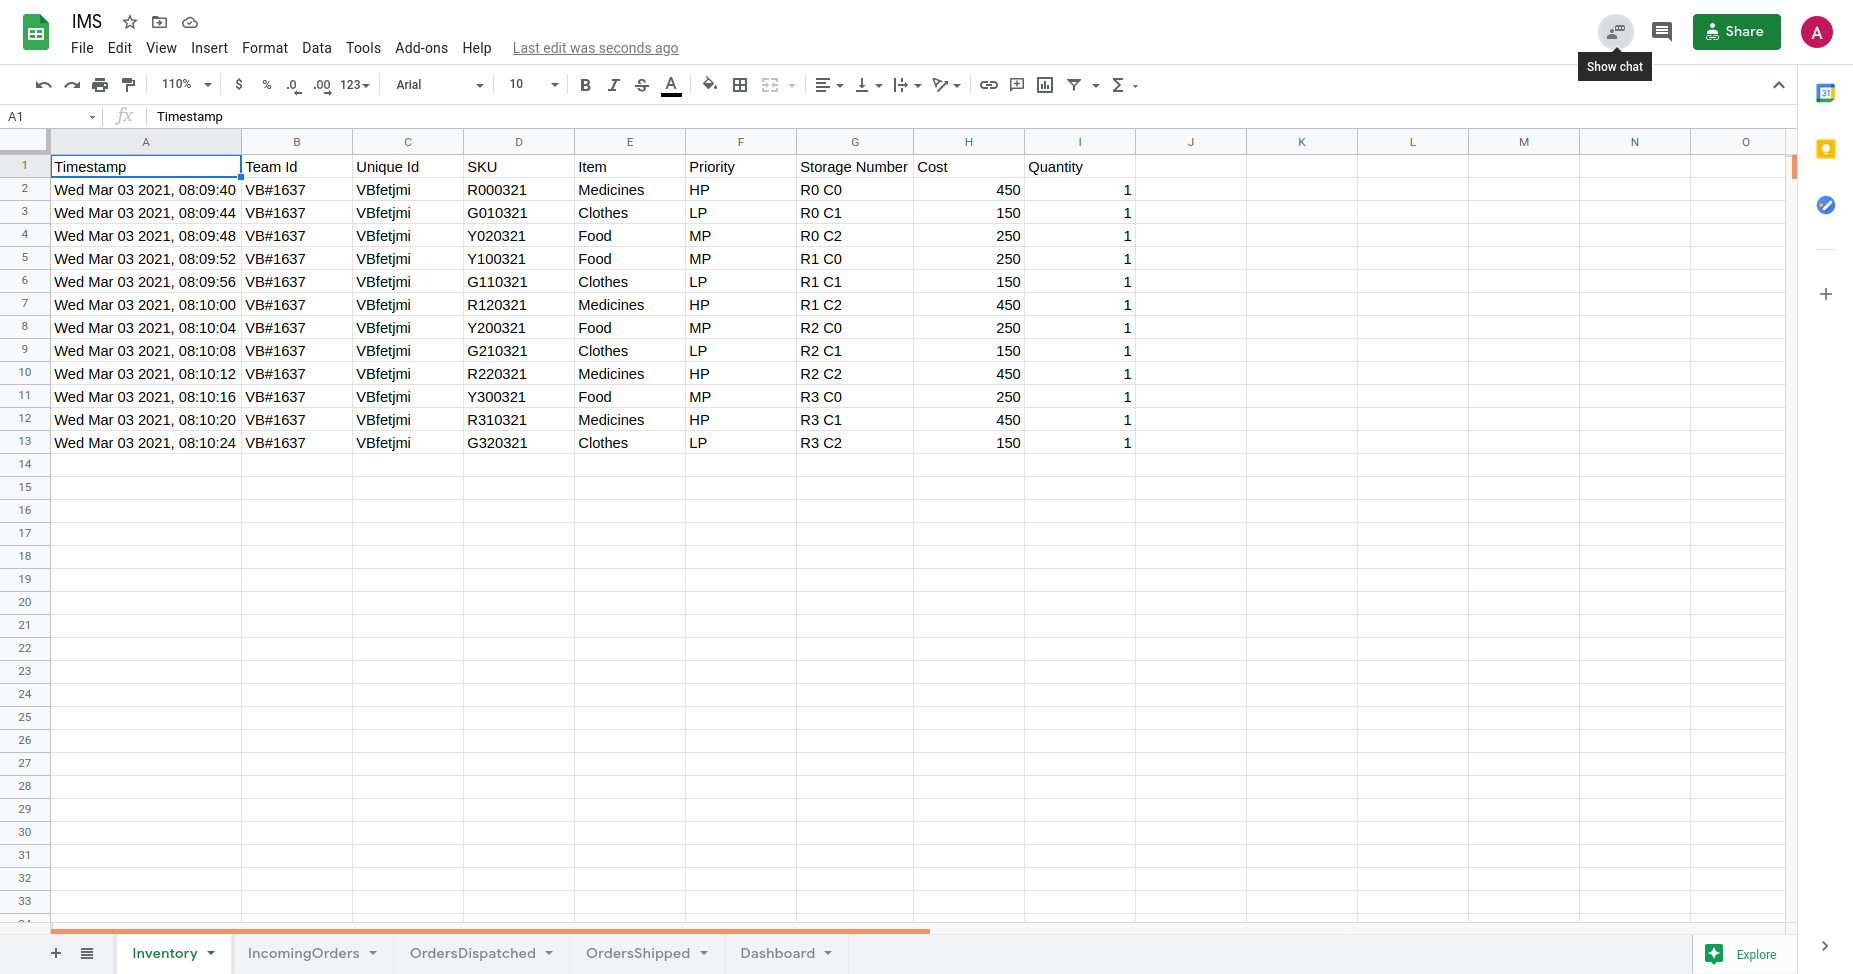 IMS
File Edit View Insert Format Data Tools Add-ons Help Last edit was seconds ago
Share
A
Show chat
110% $ % .0 .00 123 Arial 10 B I S A
31
A1 fx Timestamp
A B C D E F G H I J K L M N O
1 Timestamp Team Id Unique Id SKU Item Priority Storage Number Cost Quantity
2 Wed Mar 03 2021, 08:09:40 VB#1637 VBfetjmi R000321 Medicines HP R0 C0 450 1
3 Wed Mar 03 2021, 08:09:44 VB#1637 VBfetjmi G010321 Clothes LP R0 C1 150 1
4 Wed Mar 03 2021, 08:09:48 VB#1637 VBfetjmi Y020321 Food MP R0 C2 250 1
5 Wed Mar 03 2021, 08:09:52 VB#1637 VBfetjmi Y100321 Food MP R1 C0 250 1
6 Wed Mar 03 2021, 08:09:56 VB#1637 VBfetjmi G110321 Clothes LP R1 C1 150 1
7 Wed Mar 03 2021, 08:10:00 VB#1637 VBfetjmi R120321 Medicines HP R1 C2 450 1
8 Wed Mar 03 2021, 08:10:04 VB#1637 VBfetjmi Y200321 Food MP R2 C0 250 1
9 Wed Mar 03 2021, 08:10:08 VB#1637 VBfetjmi G210321 Clothes LP R2 C1 150 1
10 Wed Mar 03 2021, 08:10:12 VB#1637 VBfetjmi R220321 Medicines HP R2 C2 450 1
11 Wed Mar 03 2021, 08:10:16 VB#1637 VBfetjmi Y300321 Food MP R3 C0 250 1
12 Wed Mar 03 2021, 08:10:20 VB#1637 VBfetjmi R310321 Medicines HP R3 C1 450 1
13 Wed Mar 03 2021, 08:10:24 VB#1637 VBfetjmi G320321 Clothes LP R3 C2 150 1
14
15
16
17
18
19
20
21
22
23
24
25
26
27
28
29
30
31
32
33
Inventory IncomingOrders OrdersDispatched OrdersShipped Dashboard Explore